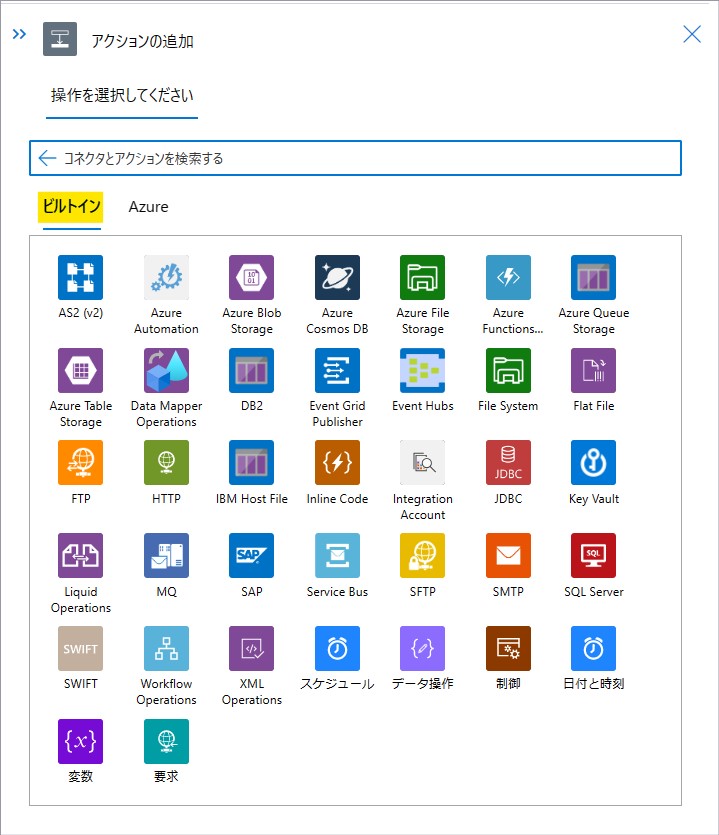 アクションの追加
操作を選択してください
コネクタとアクションを検索する
ビルトイン Azure
AS2 (v2)
Azure
Automation
Azure Blob
Storage
Azure
Cosmos DB
Azure File
Storage
Azure
Functions...
Azure Queue
Storage
Azure Table
Storage
Data Mapper
Operations
DB2
Event Grid
Publisher
Event Hubs
File System
Flat File
FTP
HTTP
IBM Host File
Inline Code
Integration
Account
JDBC
JDBC
Key Vault
Liquid
Operations
MQ
SAP
SAP
Service Bus
SFTP
SMTP
SQL
SQL Server
SWIFT
SWIFT
Workflow
Operations
XML
Operations
スケジュール
データ操作
制御
日付と時刻
{x}
変数
要求